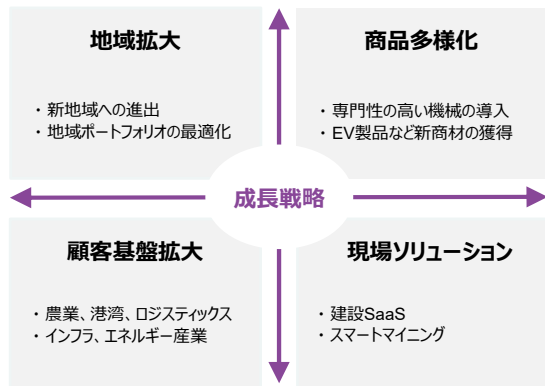 地域拡大
・新地域への進出
・地域ポートフォリオの最適化
商品多様化
・専門性の高い機械の導入
・EV製品など新商材の獲得
成長戦略
顧客基盤拡大
・農業、港湾、ロジスティックス
・インフラ、エネルギー産業
現場ソリューション
・建設SaaS
・スマートマイニング